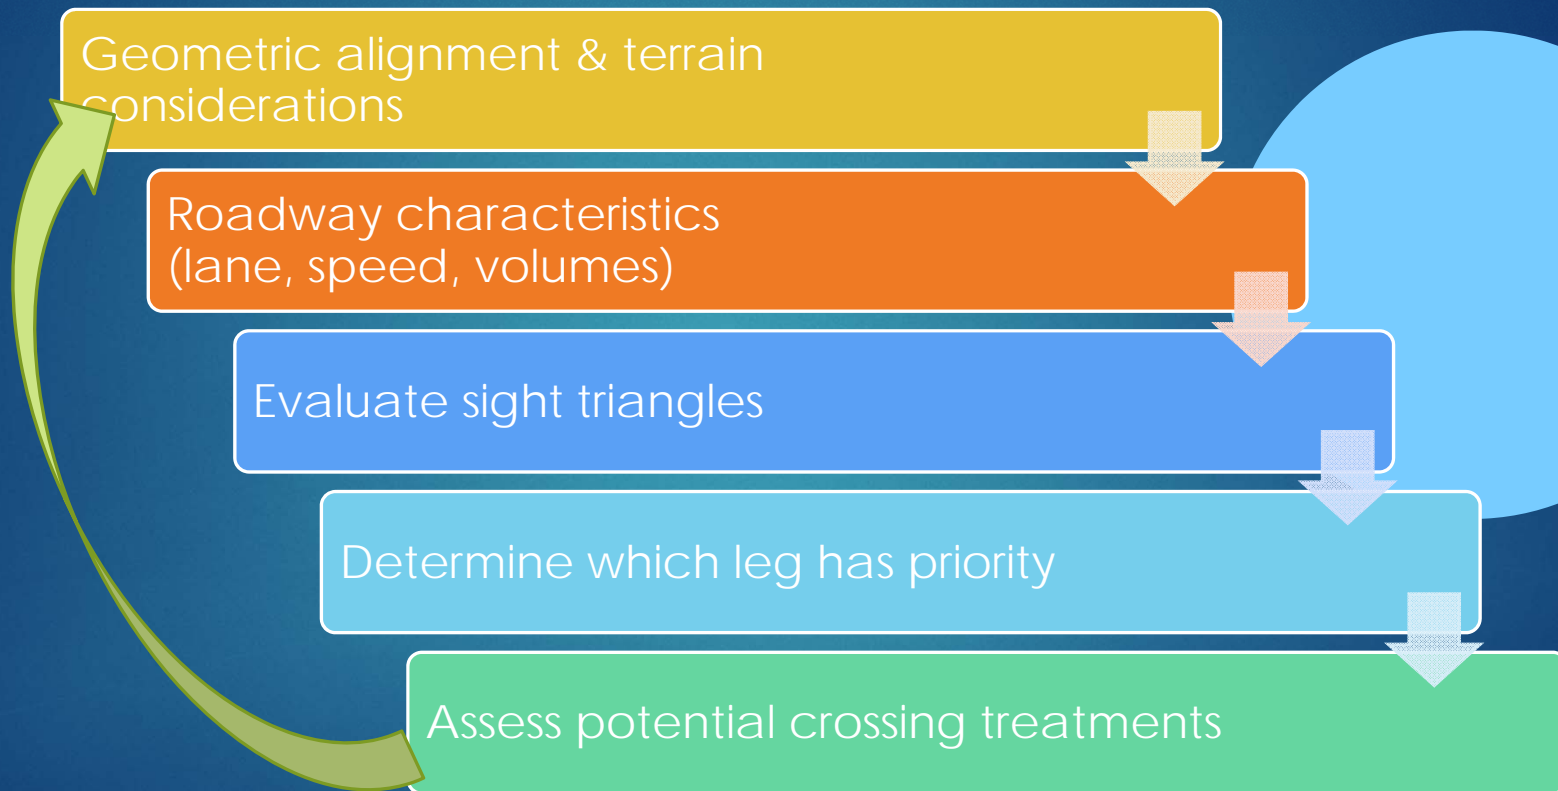 Geometric alignment & terrain
considerations
Roadway characteristics
(lane, speed, volumes)
Evaluate sight triangles
Determine which leg has priority
Assess potential crossing treatments